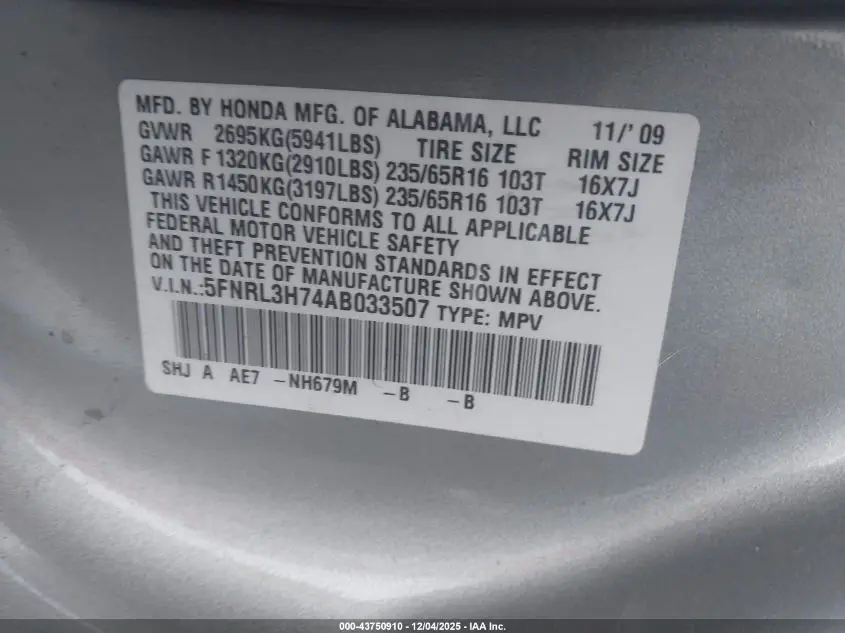 MFD. BY HONDA MFG. OF ALABAMA, LLC 11/'09
GVWR 2695KG(5941LBS) TIRE SIZE RIM SIZE
GAWR F 1320KG(2910LBS) 235/65R16 103T 16X7J
GAWR R1450KG(3197LBS) 235/65R16 103T 16X7J
THIS VEHICLE CONFORMS TO ALL APPLICABLE
FEDERAL MOTOR VEHICLE SAFETY
AND THEFT PREVENTION STANDARDS IN EFFECT
ON THE DATE OF MANUFACTURE SHOWN ABOVE.
V.I.N.:5FNRL3H74AB033507 TYPE: MPV
SHJ A AE7 -NH679M -B -B
000-43750910 - 12/04/2025 - IAA Inc.